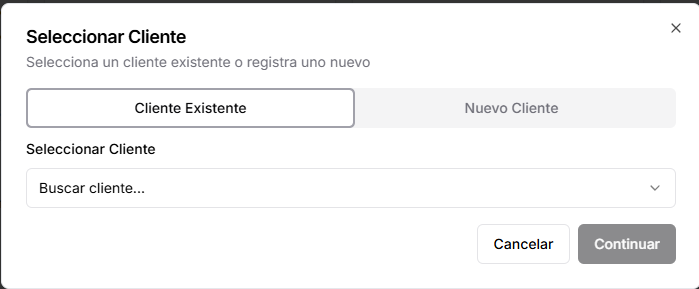 Seleccionar Cliente
Selecciona un cliente existente o registra uno nuevo
Cliente Existente
Nuevo Cliente
Seleccionar Cliente
Buscar cliente...
Cancelar
Continuar